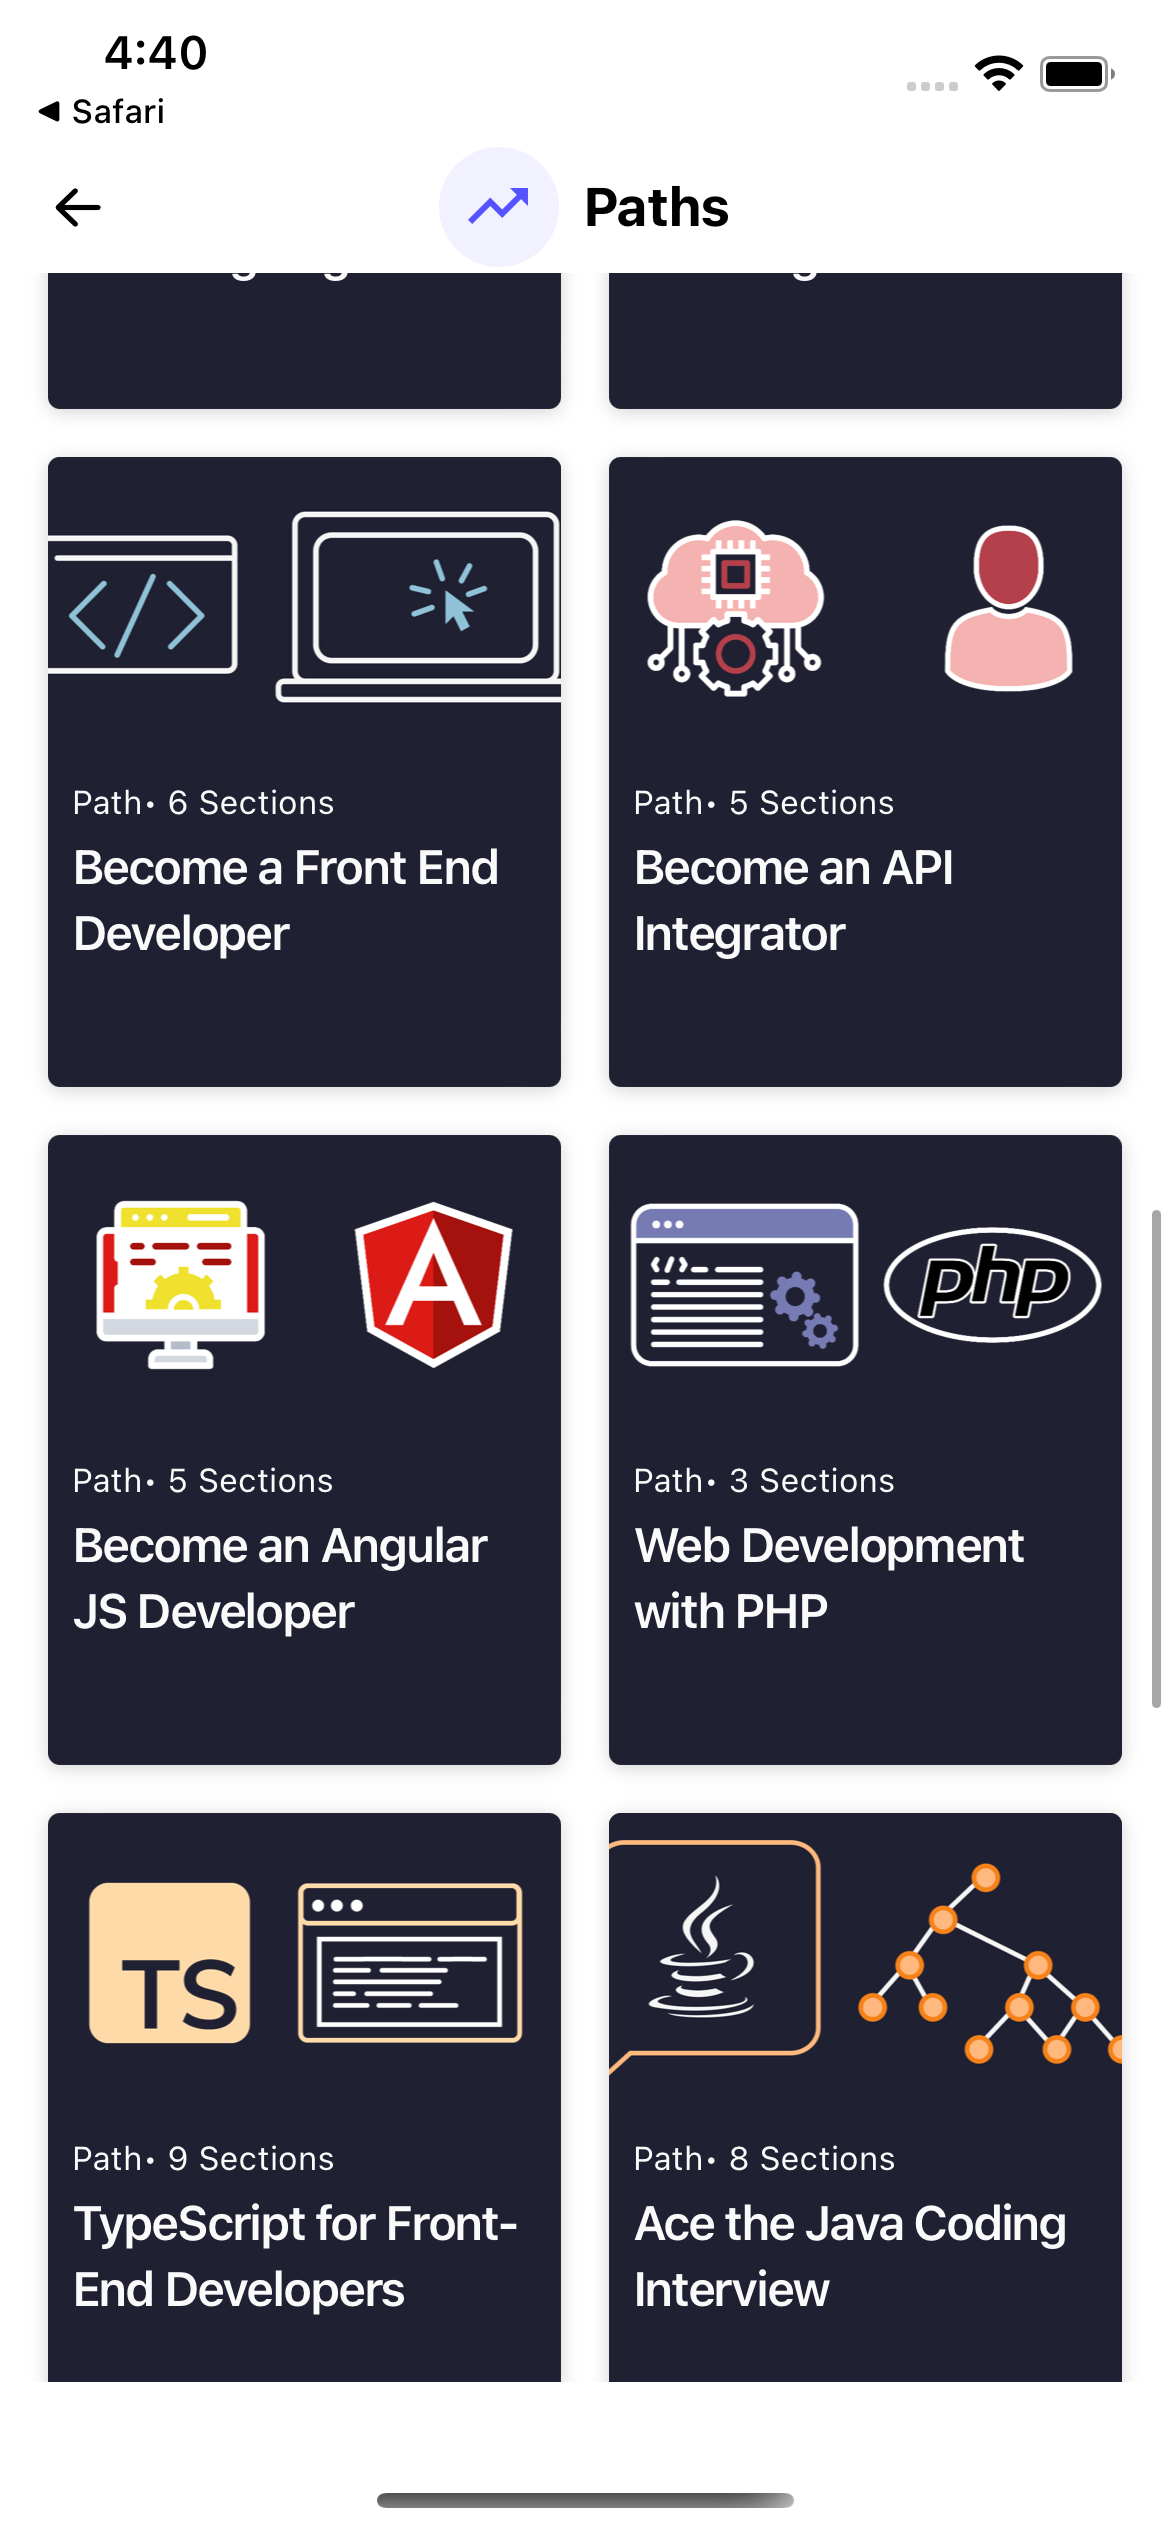 4:40
Safari
Paths
Path• 6 Sections
Become a Front End
Developer
Path• 5 Sections
Become an API
Integrator
Path• 5 Sections
Become an Angular
JS Developer
php
Path• 3 Sections
Web Development
with PHP
TS
Path• 9 Sections
TypeScript for Front-
End Developers
Path• 8 Sections
Ace the Java Coding
Interview